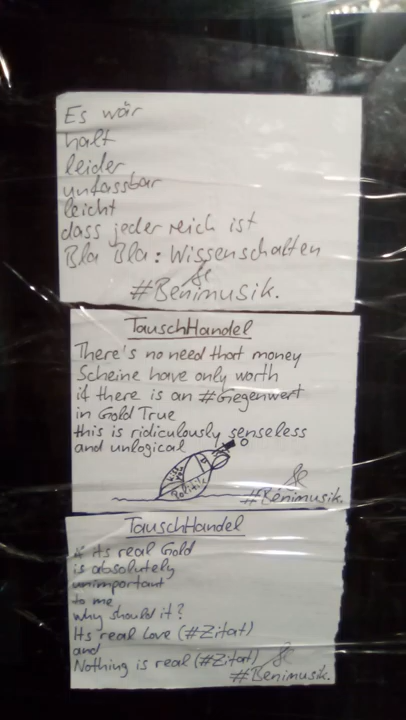 Es wär
halt
leider
unfassbar
leicht
dass jeder reich ist
Bla Bla: Wissenschalten
#Benimusik.
TauschHandel
There's no need that money
Scheine have only worth
if there is an #Gegenwert
in Gold True
this is ridiculously senseless
and unlogical
Politik
#Benimusik.
TauschHandel
if its real Gold
is absolutely
unimportant
to me
why should it?
Its real Love (#Zitat)
and
Nothing is real (#Zitat)
#Benimusik.